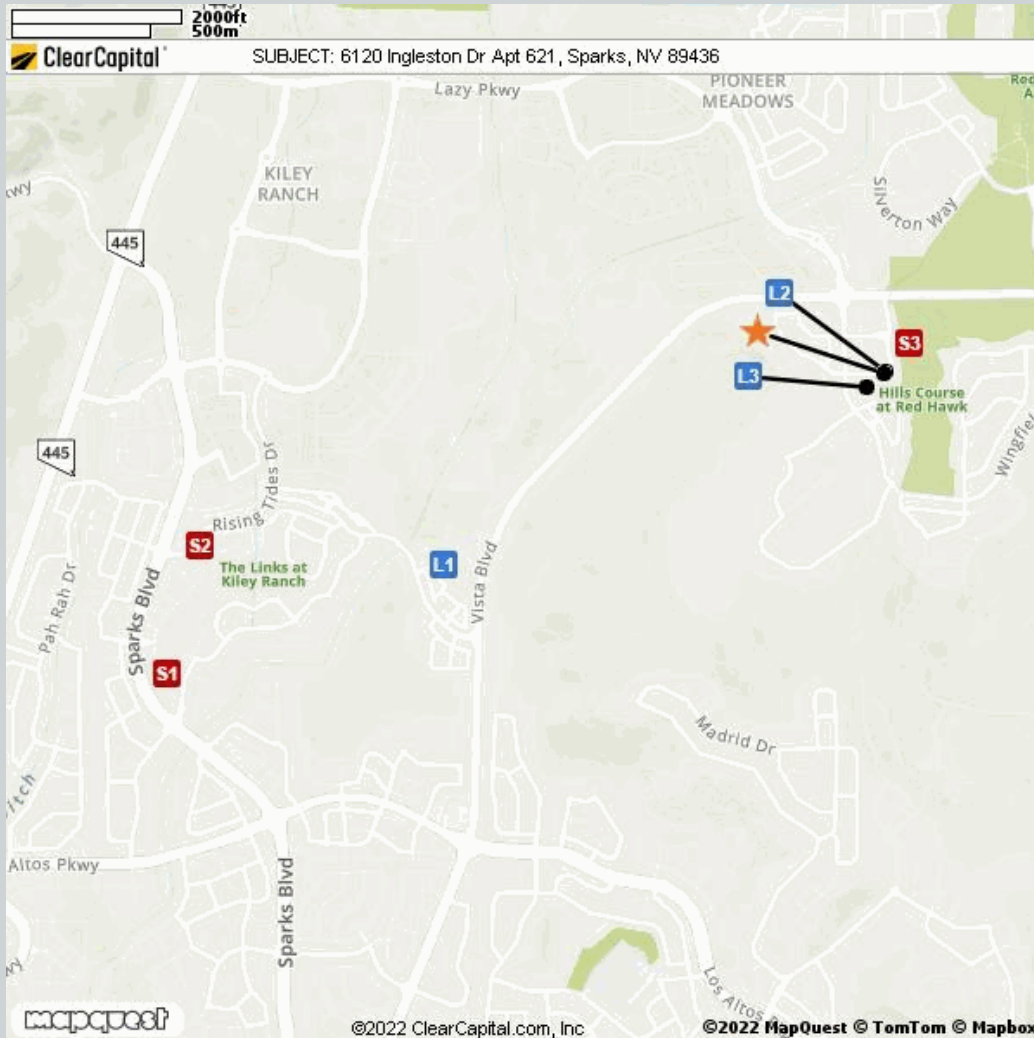 (445)
2000ft
500m
ClearCapital
SUBJECT: 6120 Ingleston Dr Apt 621, Sparks, NV 89436
Lazy Pkwy
PIONEER
MEADOWS
Red
A
KILEY
RANCH
Silverton Way
445
L2
S3
L3
Hills Course
at Red Hawk
445
Wingfie
Rising Tides Dr
S2
The Links at
Kiley Ranch
L1
Vista Blvd
Pah Rah Dr
Sparks Blvd
S1
Madrid Dr
Altos Pkwy
Sparks Blvd
Los Altos
mapquest
©2022 ClearCapital.com, Inc
©2022 MapQuest © TomTom © Mapbox